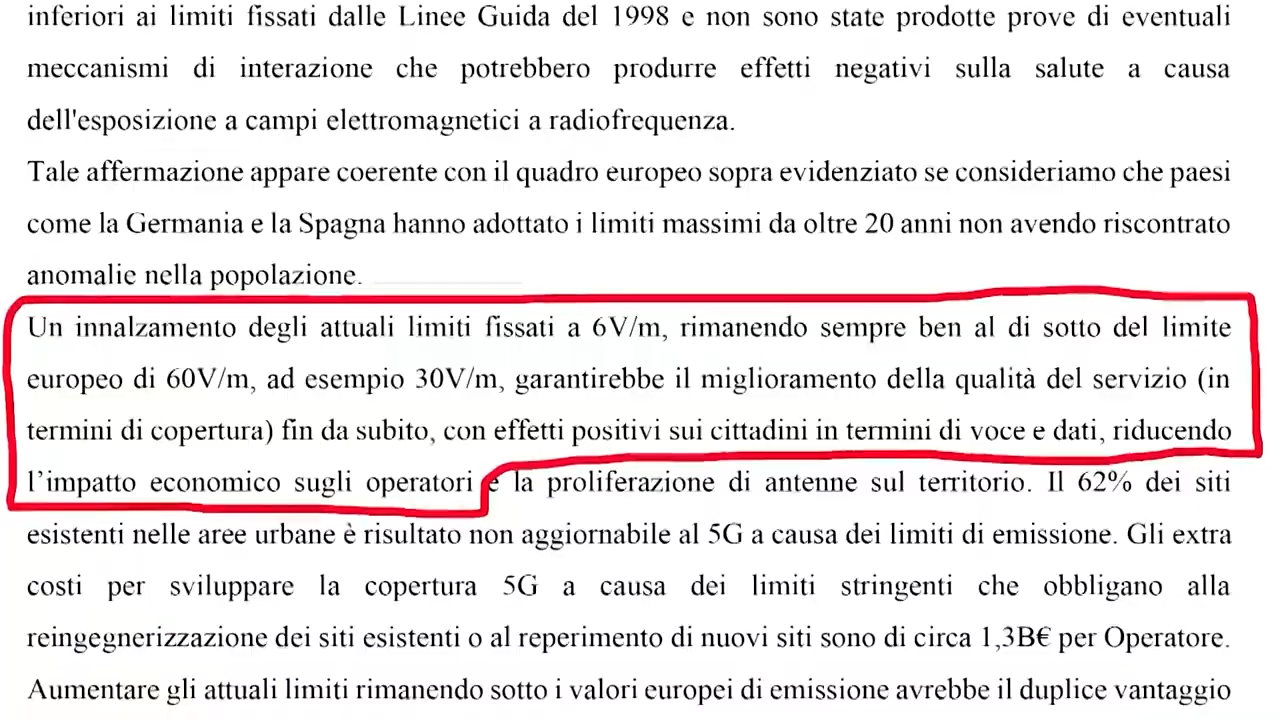 inferiori ai limiti fissati dalle Linee Guida del 1998 e non sono state prodotte prove di eventuali
meccanismi di interazione che potrebbero produrre effetti negativi sulla salute a causa
dell'esposizione a campi elettromagnetici a radiofrequenza.
Tale affermazione appare coerente con il quadro europeo sopra evidenziato se consideriamo che paesi
come la Germania e la Spagna hanno adottato i limiti massimi da oltre 20 anni non avendo riscontrato
anomalie nella popolazione.
Un innalzamento degli attuali limiti fissati a 6V/m, rimanendo sempre ben al di sotto del limite
europeo di 60V/m, ad esempio 30V/m, garantirebbe il miglioramento della qualità del servizio (in
termini di copertura) fin da subito, con effetti positivi sui cittadini in termini di voce e dati, riducendo
l’impatto economico sugli operatori e la proliferazione di antenne sul territorio. Il 62% dei siti
esistenti nelle aree urbane è risultato non aggiornabile al 5G a causa dei limiti di emissione. Gli extra
costi per sviluppare la copertura 5G a causa dei limiti stringenti che obbligano alla
reingegnerizzazione dei siti esistenti o al reperimento di nuovi siti sono di circa 1,3B€ per Operatore.
Aumentare gli attuali limiti rimanendo sotto i valori europei di emissione avrebbe il duplice vantaggio